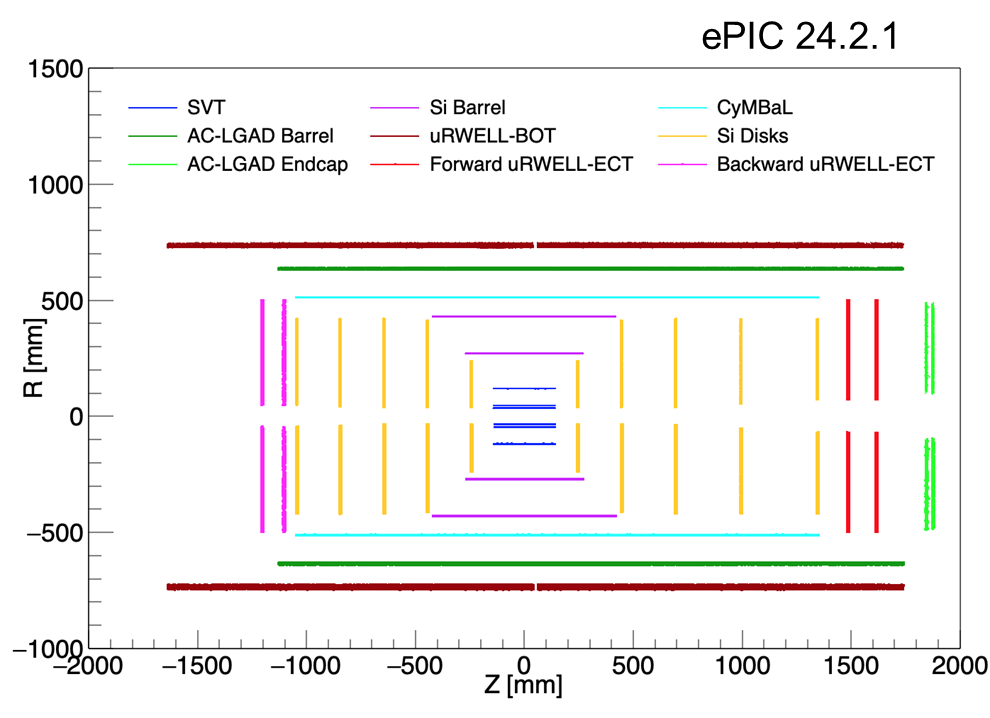 ePIC 24.2.1
1500
SVT Si Barrel CyMBaL
AC-LGAD Barrel uRWELL-BOT Si Disks
AC-LGAD Endcap Forward uRWELL-ECT Backward uRWELL-ECT
1000
500
0
−500
−1000
R [mm]
−2000 −1500 −1000 −500 0 500 1000 1500 2000
Z [mm]